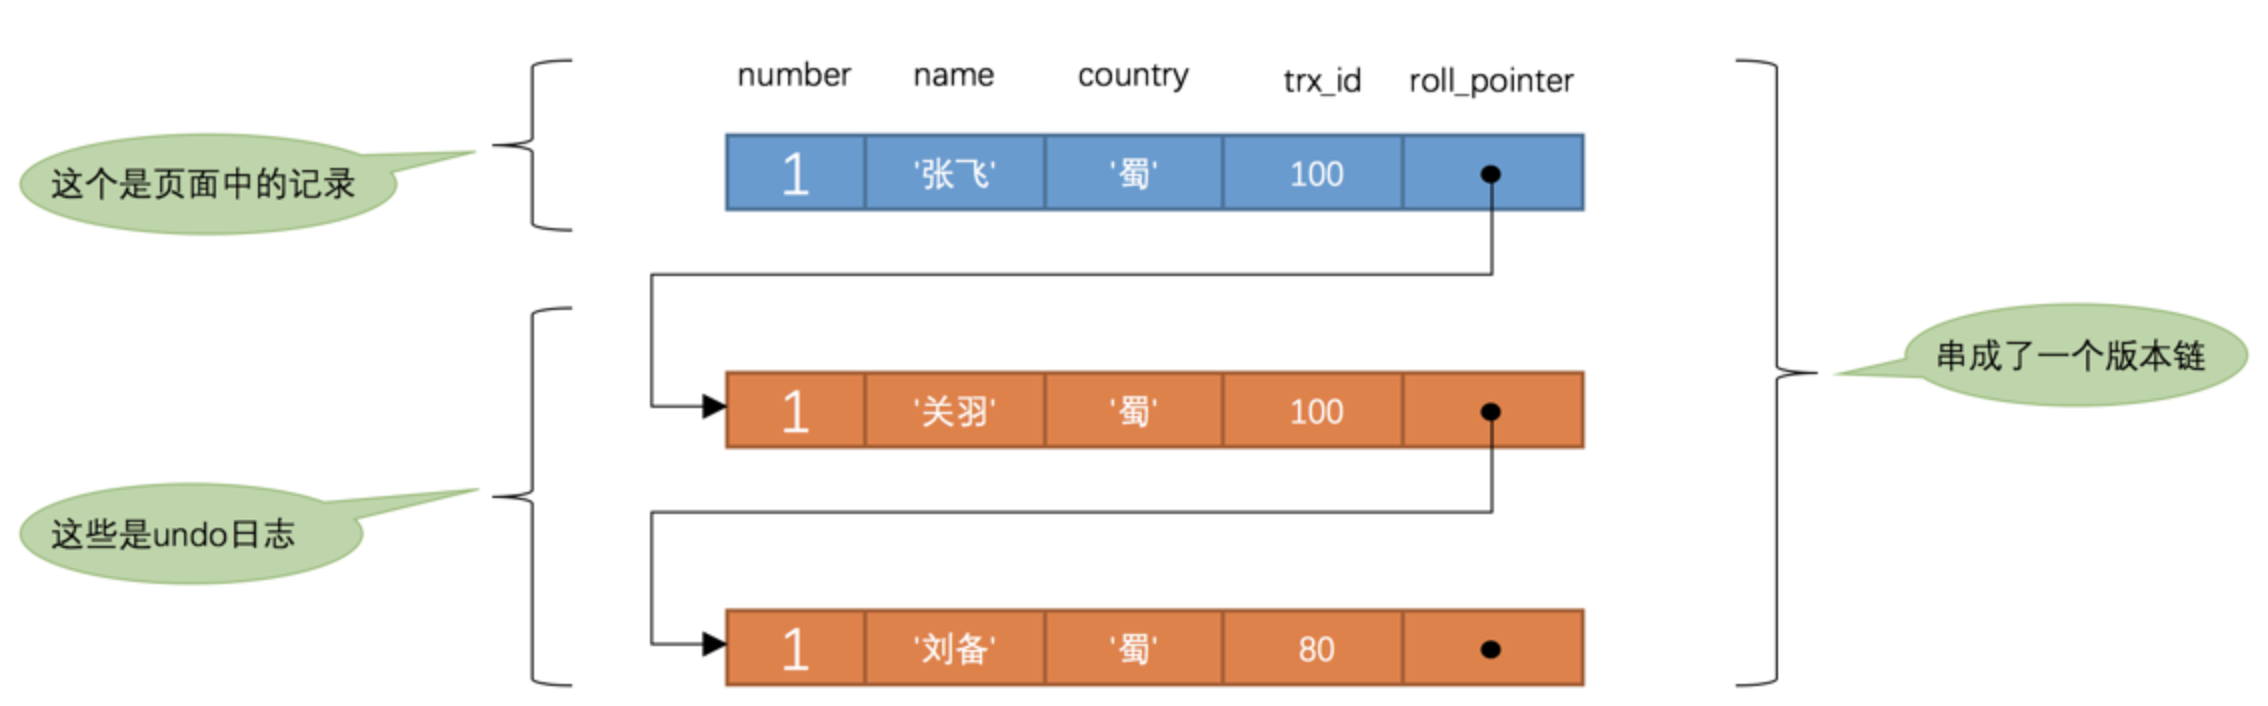 number name country trx_id roll_pointer
这个是页面中的记录
1 '张飞' '蜀' 100
1 '关羽' '蜀' 100
串成了一个版本链
这些是undo日志
1 '刘备' '蜀' 80